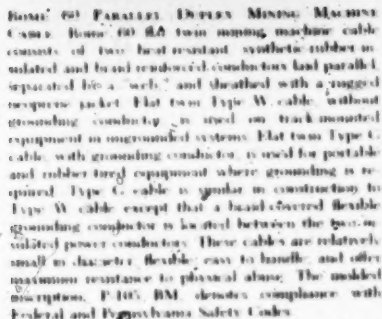 ROME 60 PARALLEL DUPLEX MINING MACHINE
CABLE. Rome 60 flat twin mining machine cable
consists of two heat-resistant synthetic-rubber in-
sulated and braid reinforced conductors laid parallel,
separated by a "web," and sheathed with a rugged
neoprene jacket. Flat twin Type W cable, without
grounding conductor, is used on track-mounted
equipment in ungrounded systems. Flat twin Type G
cable, with grounding conductor, is used for portable
and rubber tired equipment where grounding is re-
quired. Type G cable is similar in construction to
Type W cable except that a braid covered flexible
grounding conductor is located between the two in-
sulated power conductors. These cables are relatively
small in diameter, flexible, easy to handle, and offer
maximum resistance to physical abuse. The molded
inscription, P-105 BM, denotes compliance with
Federal and Pennsylvania Safety Codes.